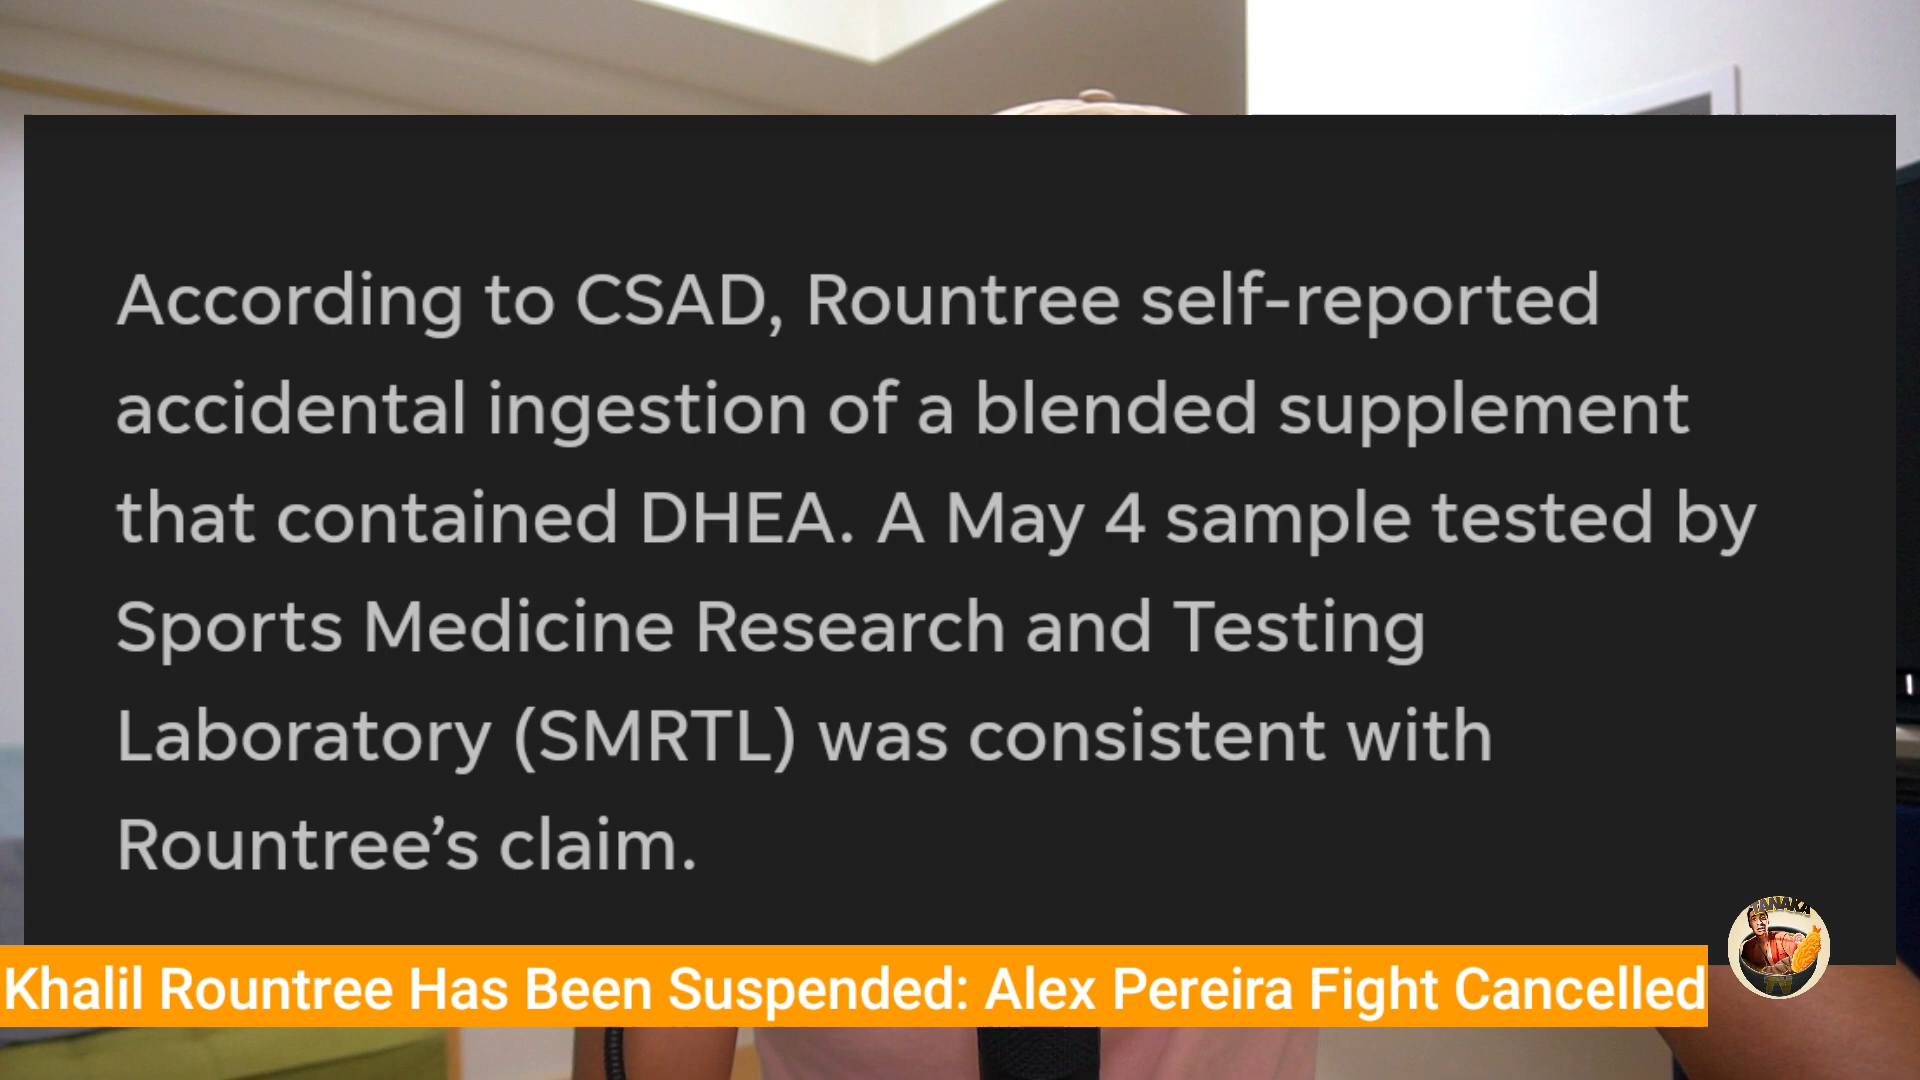 According to CSAD, Rountree self-reported
accidental ingestion of a blended supplement
that contained DHEA. A May 4 sample tested by
Sports Medicine Research and Testing
Laboratory (SMRTL) was consistent with
Rountree’s claim.
TANAKA
Khalil Rountree Has Been Suspended: Alex Pereira Fight Cancelled